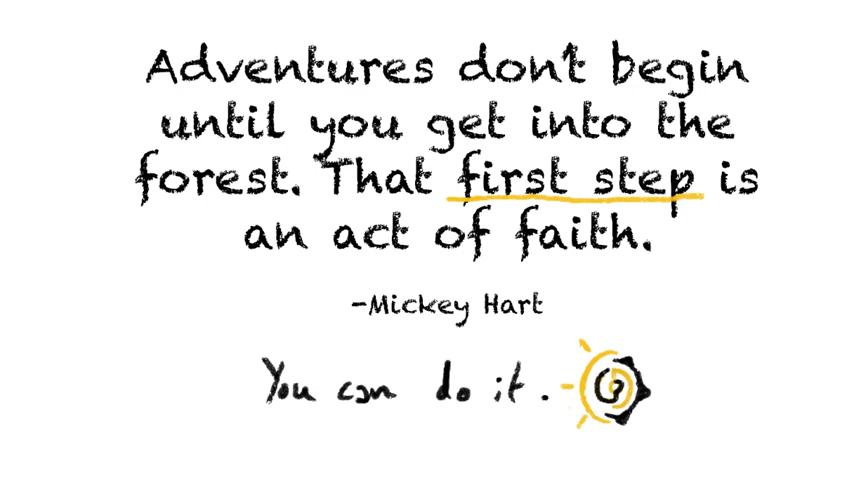 Adventures don't begin
until you get into the
forest. That first step is
an act of faith.
-Mickey Hart
You can do it.